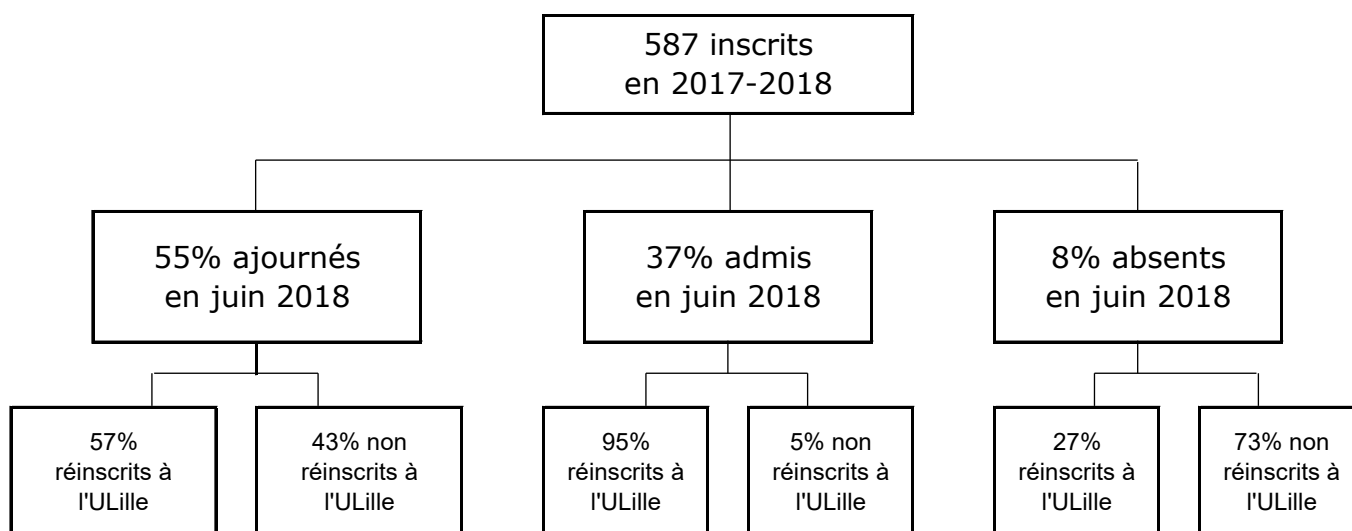 587 inscrits
en 2017-2018
55% ajournés
en juin 2018
37% admis
en juin 2018
8% absents
en juin 2018
57%
réinscrits à
l'ULille
43% non
réinscrits à
l'ULille
95%
réinscrits à
l'ULille
5% non
réinscrits à
l'ULille
27%
réinscrits à
l'ULille
73% non
réinscrits à
l'ULille